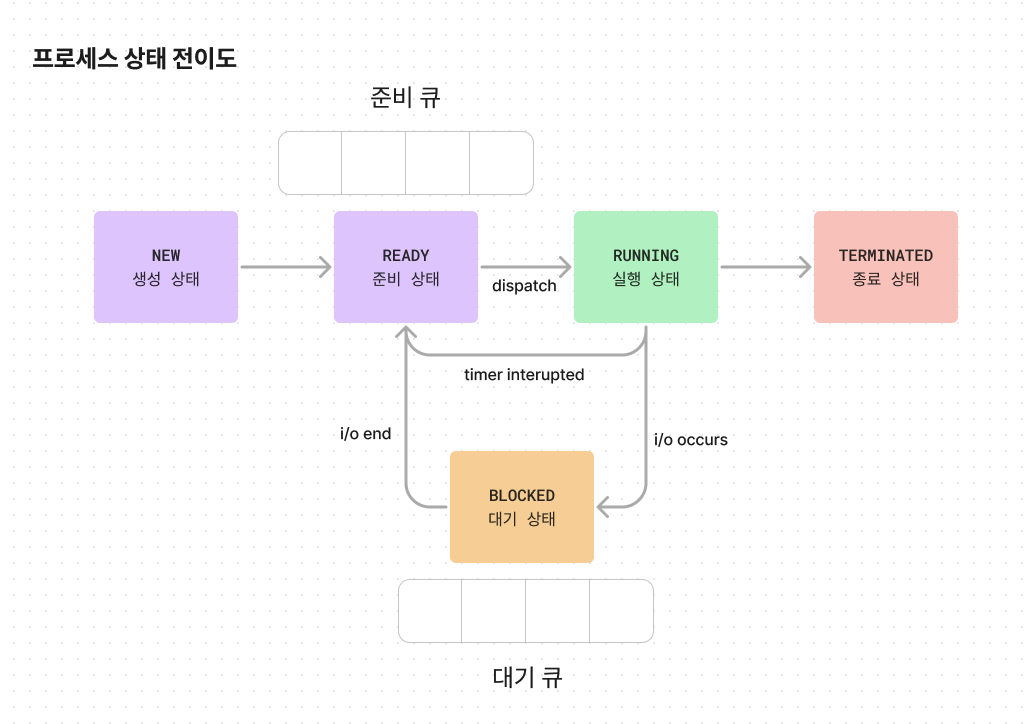 프로세스 상태 전이도
준비 큐
NEW
생성 상태
READY
준비 상태
dispatch
RUNNING
실행 상태
TERMINATED
종료 상태
timer interupted
i/o end
i/o occurs
BLOCKED
대기 상태
대기 큐